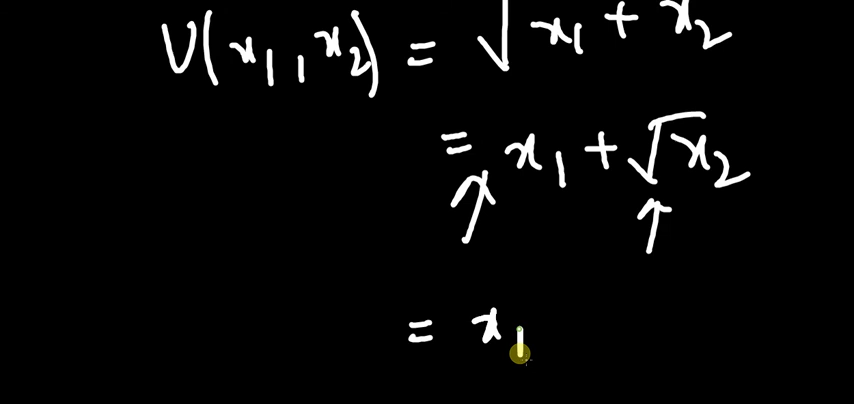 U(x₁, x₂) = √x₁ + x₂
= x₁ + √x₂
= x₁